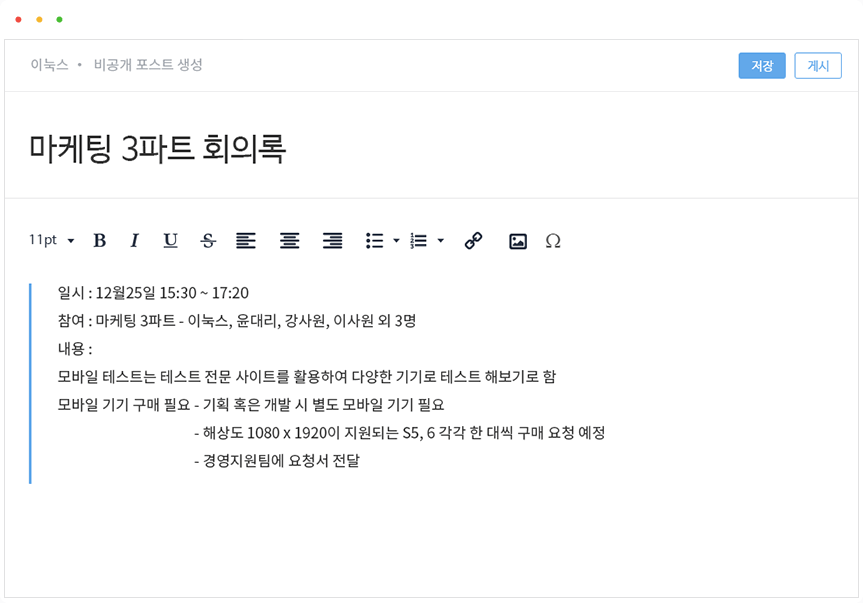 이눅스 • 비공개 포스트 생성
저장
게시
마케팅 3파트 회의록
11pt B I U S Ω
일시 : 12월25일 15:30 ~ 17:20
참여 : 마케팅 3파트 - 이눅스, 윤대리, 강사원, 이사원 외 3명
내용 :
모바일 테스트는 테스트 전문 사이트를 활용하여 다양한 기기로 테스트 해보기로 함
모바일 기기 구매 필요 - 기획 혹은 개발 시 별도 모바일 기기 필요
- 해상도 1080 x 1920이 지원되는 S5, 6 각각 한 대씩 구매 요청 예정
- 경영지원팀에 요청서 전달